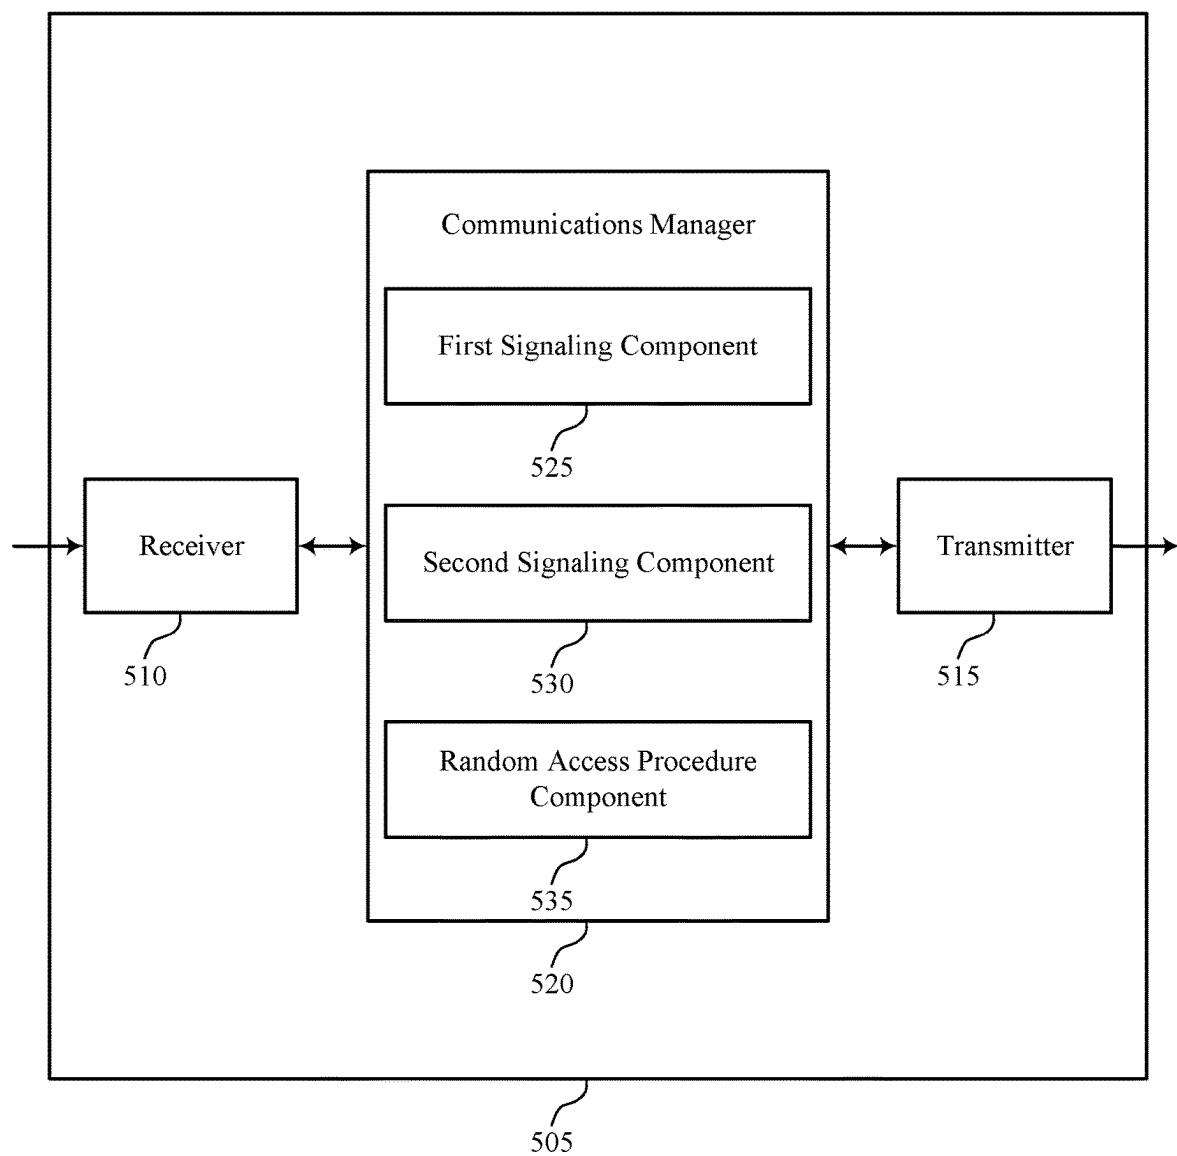 Communications Manager
First Signaling Component
525
Receiver
510
Second Signaling Component
530
Transmitter
515
Random Access Procedure
Component
535
520
505